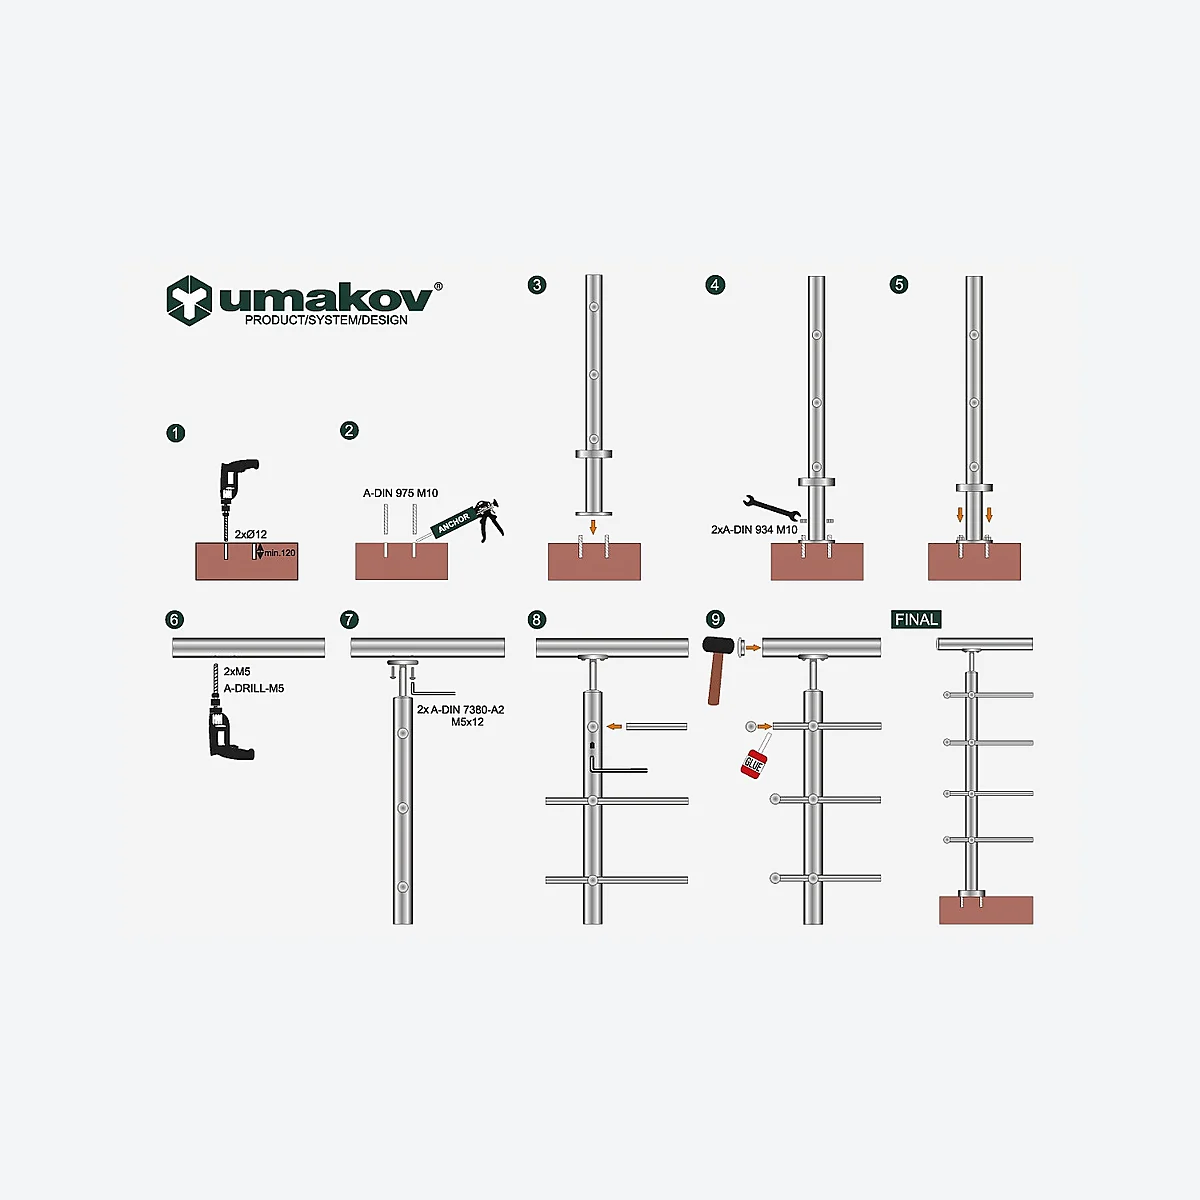 umakov®
PRODUCT/SYSTEM/DESIGN
1
2xØ12
min.120
2
A-DIN 975 M10
ANCHOR
3
4
2xA-DIN 934 M10
5
6
2xM5
A-DRILL-M5
7
2x A-DIN 7380-A2
M5x12
8
9
GLUE
FINAL